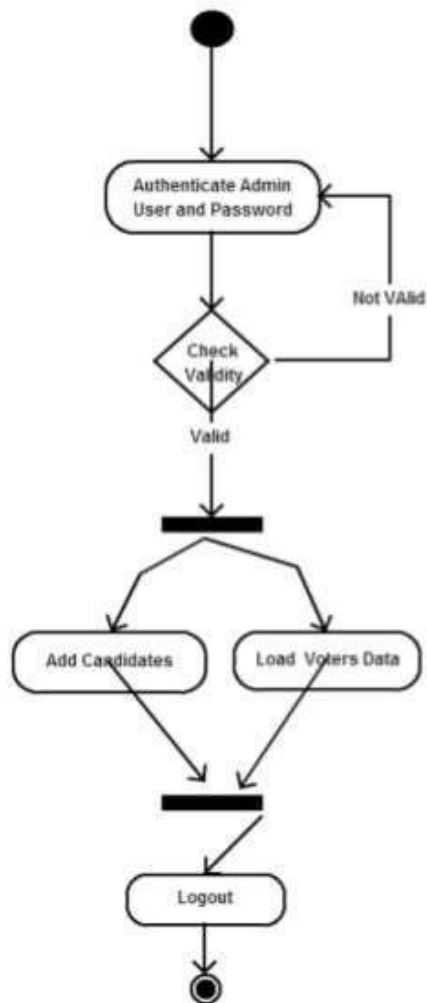 Authenticate Admin
User and Password
Not VAlid
Check
Validity
Valid
Add Candidates
Load Voters Data
Logout